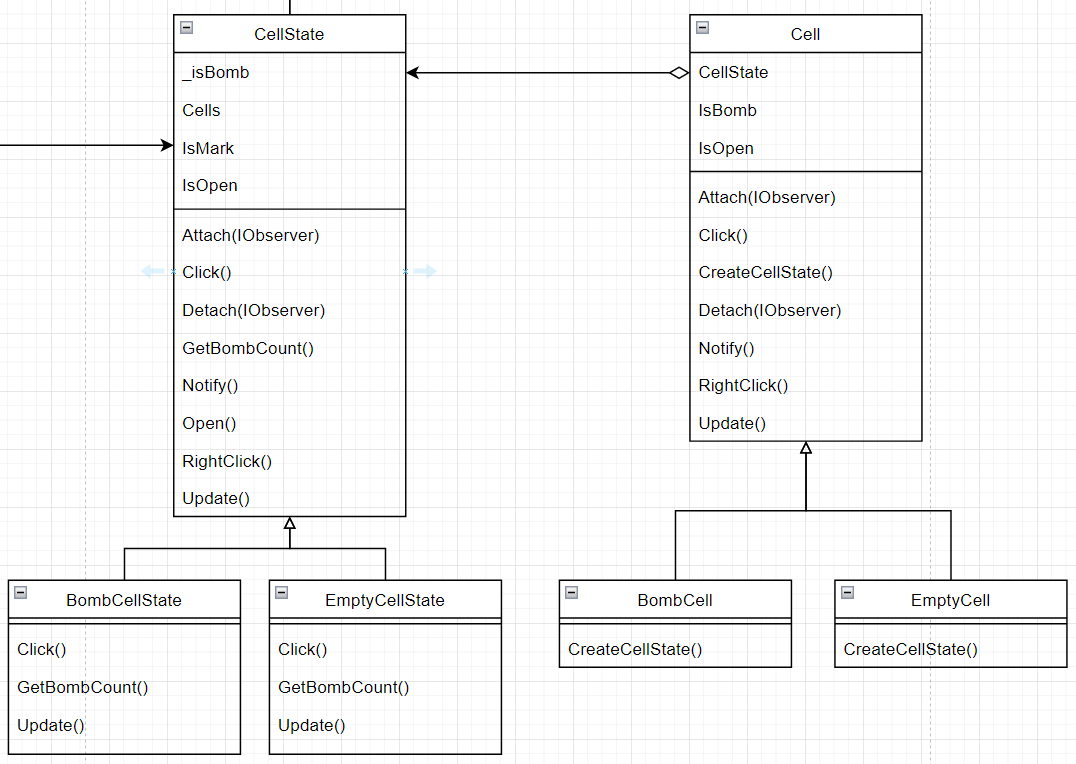 CellState
_isBomb
Cells
IsMark
IsOpen
Attach(IObserver)
Click()
Detach(IObserver)
GetBombCount()
Notify()
Open()
RightClick()
Update()
Cell
CellState
IsBomb
IsOpen
Attach(IObserver)
Click()
CreateCellState()
Detach(IObserver)
Notify()
RightClick()
Update()
BombCellState
Click()
GetBombCount()
Update()
EmptyCellState
Click()
GetBombCount()
Update()
BombCell
CreateCellState()
EmptyCell
CreateCellState()